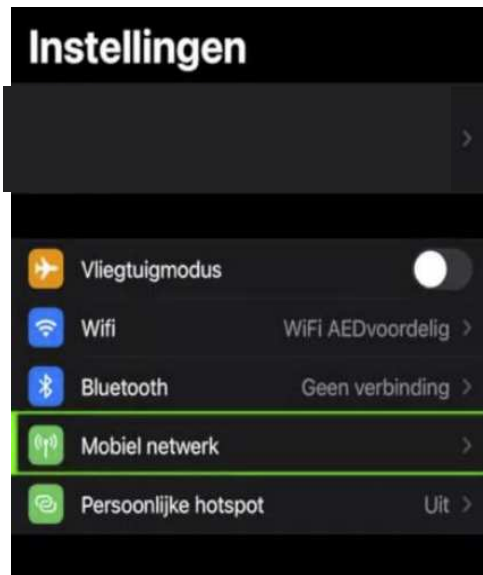 Instellingen
Vliegtuigmodus
Wifi WiFi AEDvoordelig
Bluetooth Geen verbinding
Mobiel netwerk
Persoonlijke hotspot Uit